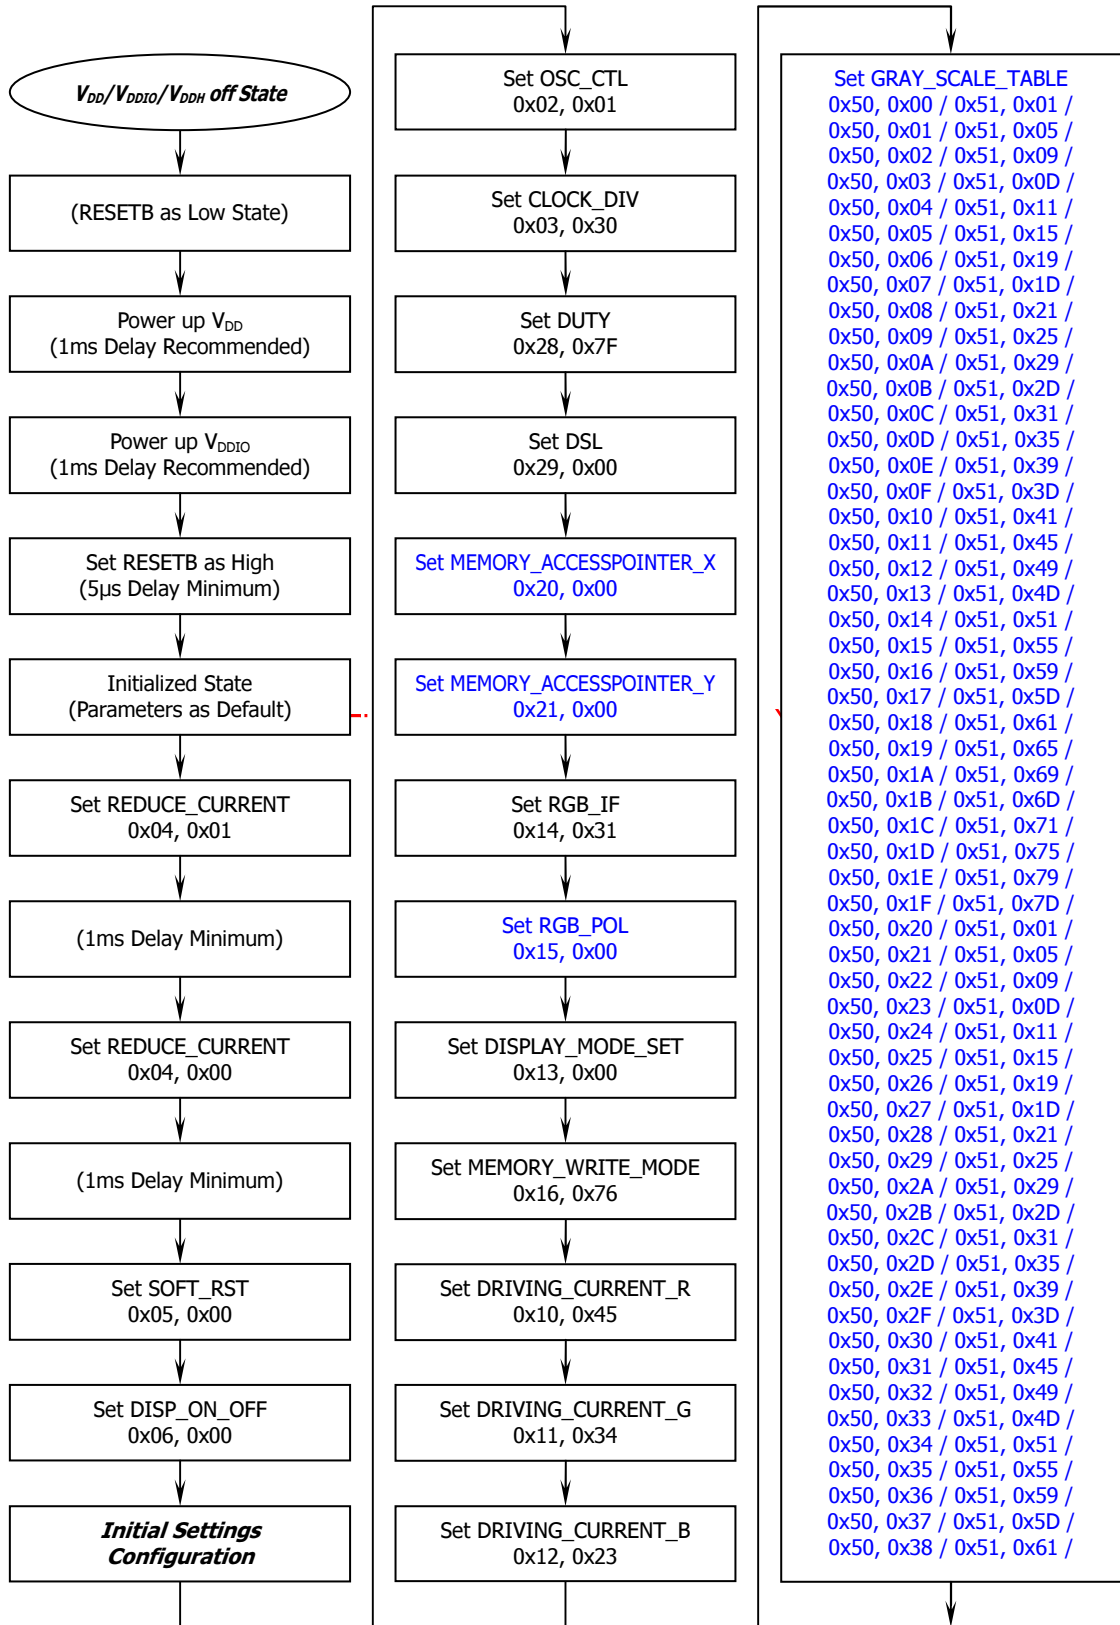 VDD/VDDIO/VDDH off State
(RESETB as Low State)
Power up VDD
(1ms Delay Recommended)
Power up VDDIO
(1ms Delay Recommended)
Set RESETB as High
(5µs Delay Minimum)
Initialized State
(Parameters as Default)
Set REDUCE_CURRENT
0x04, 0x01
(1ms Delay Minimum)
Set REDUCE_CURRENT
0x04, 0x00
(1ms Delay Minimum)
Set SOFT_RST
0x05, 0x00
Set DISP_ON_OFF
0x06, 0x00
Initial Settings
Configuration
Set OSC_CTL
0x02, 0x01
Set CLOCK_DIV
0x03, 0x30
Set DUTY
0x28, 0x7F
Set DSL
0x29, 0x00
Set MEMORY_ACCESSPOINTER_X
0x20, 0x00
Set MEMORY_ACCESSPOINTER_Y
0x21, 0x00
Set RGB_IF
0x14, 0x31
Set RGB_POL
0x15, 0x00
Set DISPLAY_MODE_SET
0x13, 0x00
Set MEMORY_WRITE_MODE
0x16, 0x76
Set DRIVING_CURRENT_R
0x10, 0x45
Set DRIVING_CURRENT_G
0x11, 0x34
Set DRIVING_CURRENT_B
0x12, 0x23
Set GRAY_SCALE_TABLE
0x50, 0x00 / 0x51, 0x01 /
0x50, 0x01 / 0x51, 0x05 /
0x50, 0x02 / 0x51, 0x09 /
0x50, 0x03 / 0x51, 0x0D /
0x50, 0x04 / 0x51, 0x11 /
0x50, 0x05 / 0x51, 0x15 /
0x50, 0x06 / 0x51, 0x19 /
0x50, 0x07 / 0x51, 0x1D /
0x50, 0x08 / 0x51, 0x21 /
0x50, 0x09 / 0x51, 0x25 /
0x50, 0x0A / 0x51, 0x29 /
0x50, 0x0B / 0x51, 0x2D /
0x50, 0x0C / 0x51, 0x31 /
0x50, 0x0D / 0x51, 0x35 /
0x50, 0x0E / 0x51, 0x39 /
0x50, 0x0F / 0x51, 0x3D /
0x50, 0x10 / 0x51, 0x41 /
0x50, 0x11 / 0x51, 0x45 /
0x50, 0x12 / 0x51, 0x49 /
0x50, 0x13 / 0x51, 0x4D /
0x50, 0x14 / 0x51, 0x51 /
0x50, 0x15 / 0x51, 0x55 /
0x50, 0x16 / 0x51, 0x59 /
0x50, 0x17 / 0x51, 0x5D /
0x50, 0x18 / 0x51, 0x61 /
0x50, 0x19 / 0x51, 0x65 /
0x50, 0x1A / 0x51, 0x69 /
0x50, 0x1B / 0x51, 0x6D /
0x50, 0x1C / 0x51, 0x71 /
0x50, 0x1D / 0x51, 0x75 /
0x50, 0x1E / 0x51, 0x79 /
0x50, 0x1F / 0x51, 0x7D /
0x50, 0x20 / 0x51, 0x01 /
0x50, 0x21 / 0x51, 0x05 /
0x50, 0x22 / 0x51, 0x09 /
0x50, 0x23 / 0x51, 0x0D /
0x50, 0x24 / 0x51, 0x11 /
0x50, 0x25 / 0x51, 0x15 /
0x50, 0x26 / 0x51, 0x19 /
0x50, 0x27 / 0x51, 0x1D /
0x50, 0x28 / 0x51, 0x21 /
0x50, 0x29 / 0x51, 0x25 /
0x50, 0x2A / 0x51, 0x29 /
0x50, 0x2B / 0x51, 0x2D /
0x50, 0x2C / 0x51, 0x31 /
0x50, 0x2D / 0x51, 0x35 /
0x50, 0x2E / 0x51, 0x39 /
0x50, 0x2F / 0x51, 0x3D /
0x50, 0x30 / 0x51, 0x41 /
0x50, 0x31 / 0x51, 0x45 /
0x50, 0x32 / 0x51, 0x49 /
0x50, 0x33 / 0x51, 0x4D /
0x50, 0x34 / 0x51, 0x51 /
0x50, 0x35 / 0x51, 0x55 /
0x50, 0x36 / 0x51, 0x59 /
0x50, 0x37 / 0x51, 0x5D /
0x50, 0x38 / 0x51, 0x61 /